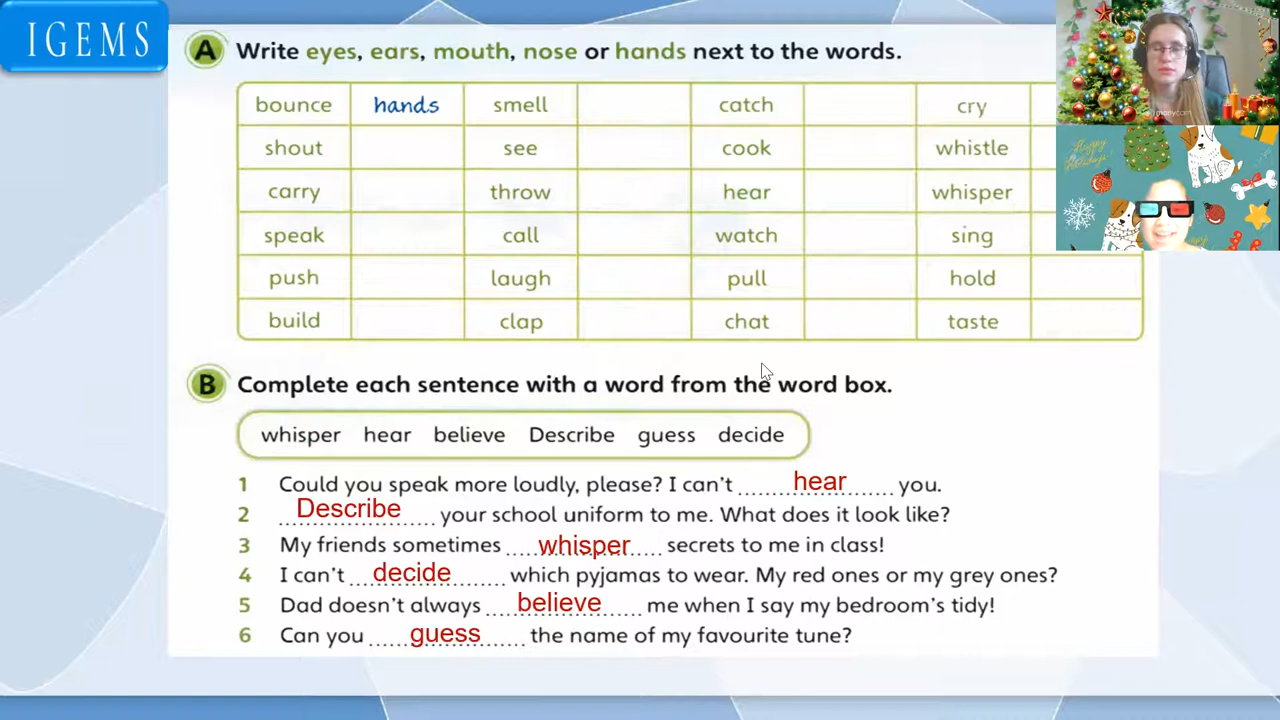 IGEMS
A Write eyes, ears, mouth, nose or hands next to the words.
bounce hands smell catch cry
shout see cook whistle
carry throw hear whisper
speak call watch sing
push laugh pull hold
build clap chat taste
B Complete each sentence with a word from the word box.
whisper hear believe Describe guess decide
1 Could you speak more loudly, please? I can't hear you.
2 Describe your school uniform to me. What does it look like?
3 My friends sometimes whisper secrets to me in class!
4 I can't decide which pyjamas to wear. My red ones or my grey ones?
5 Dad doesn't always believe me when I say my bedroom's tidy!
6 Can you guess the name of my favourite tune?
Happy
Holidays